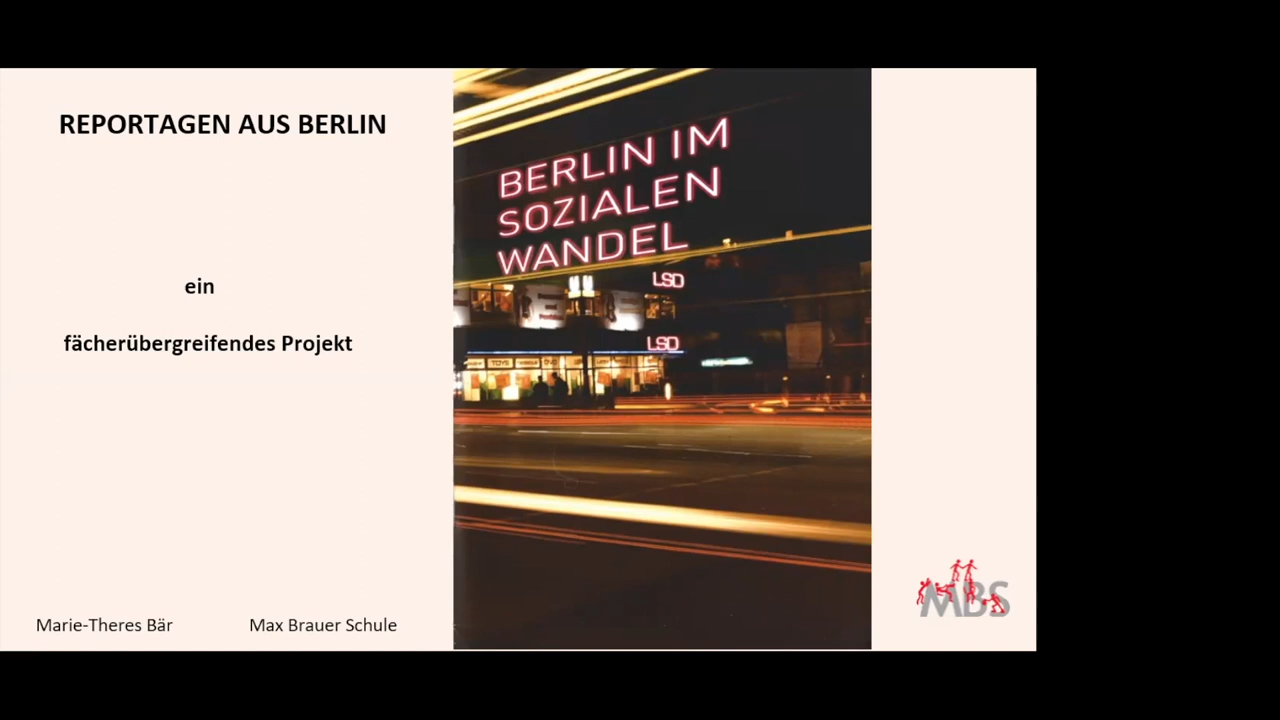 REPORTAGEN AUS BERLIN
ein
fächerübergreifendes Projekt
Marie-Theres Bär
Max Brauer Schule
BERLIN IM
SOZIALEN
WANDEL
LSD
LSD
TOYS
DVD
MBS